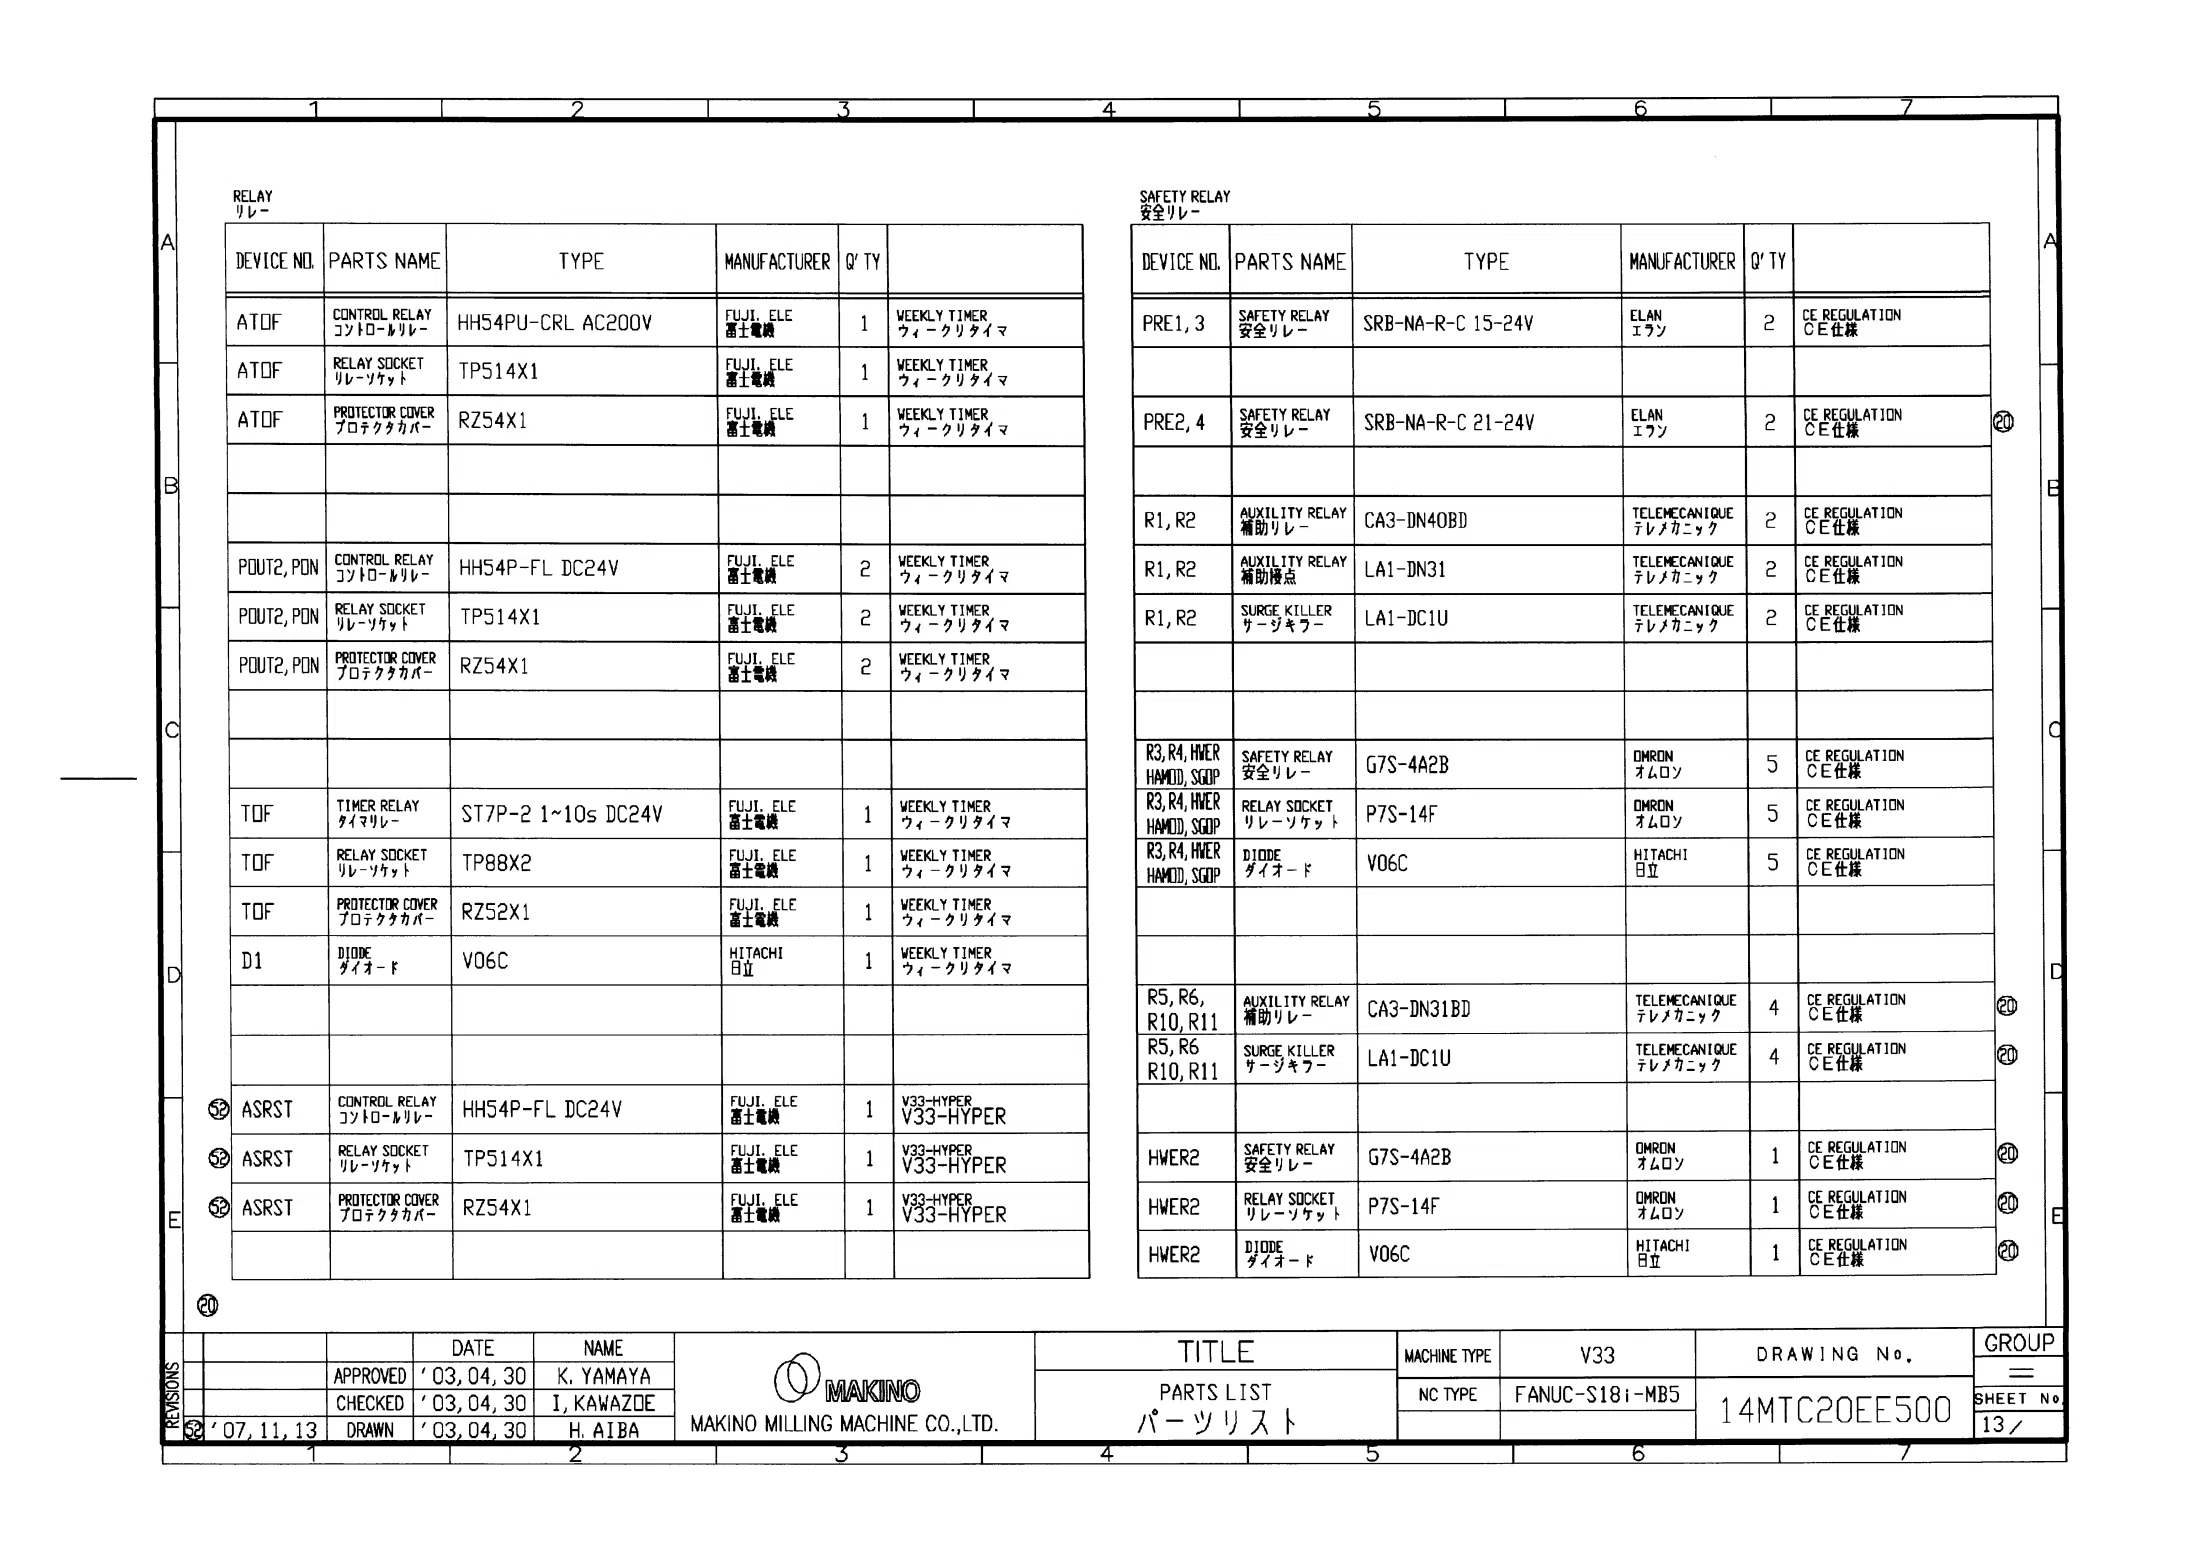 1 2 3 4 5 6 7
RELAY
リレー
DEVICE NO. PARTS NAME TYPE MANUFACTURER Q'TY
ATOF CONTROL RELAY コントロールリレー HH54PU-CRL AC200V FUJI. ELE 富士電機 1 WEEKLY TIMER ウィークリタイマ
ATOF RELAY SOCKET リレーソケット TP514X1 FUJI. ELE 富士電機 1 WEEKLY TIMER ウィークリタイマ
ATOF PROTECTOR COVER プロテクタカバー RZ54X1 FUJI. ELE 富士電機 1 WEEKLY TIMER ウィークリタイマ
POUT2, PON CONTROL RELAY コントロールリレー HH54P-FL DC24V FUJI. ELE 富士電機 2 WEEKLY TIMER ウィークリタイマ
POUT2, PON RELAY SOCKET リレーソケット TP514X1 FUJI. ELE 富士電機 2 WEEKLY TIMER ウィークリタイマ
POUT2, PON PROTECTOR COVER プロテクタカバー RZ54X1 FUJI. ELE 富士電機 2 WEEKLY TIMER ウィークリタイマ
TOF TIMER RELAY タイマリレー ST7P-2 1~10s DC24V FUJI. ELE 富士電機 1 WEEKLY TIMER ウィークリタイマ
TOF RELAY SOCKET リレーソケット TP88X2 FUJI. ELE 富士電機 1 WEEKLY TIMER ウィークリタイマ
TOF PROTECTOR COVER プロテクタカバー RZ52X1 FUJI. ELE 富士電機 1 WEEKLY TIMER ウィークリタイマ
D1 DIODE ダイオード V06C HITACHI 日立 1 WEEKLY TIMER ウィークリタイマ
52 ASRST CONTROL RELAY コントロールリレー HH54P-FL DC24V FUJI. ELE 富士電機 1 V33-HYPER V33-HYPER
52 ASRST RELAY SOCKET リレーソケット TP514X1 FUJI. ELE 富士電機 1 V33-HYPER V33-HYPER
52 ASRST PROTECTOR COVER プロテクタカバー RZ54X1 FUJI. ELE 富士電機 1 V33-HYPER V33-HYPER
20
SAFETY RELAY
安全リレー
DEVICE NO. PARTS NAME TYPE MANUFACTURER Q'TY
PRE1, 3 SAFETY RELAY 安全リレー SRB-NA-R-C 15-24V ELAN エラン 2 CE REGULATION CE仕様
PRE2, 4 SAFETY RELAY 安全リレー SRB-NA-R-C 21-24V ELAN エラン 2 CE REGULATION CE仕様 20
R1, R2 AUXILITY RELAY 補助リレー CA3-DN40BD TELEMECANIQUE テレメカニック 2 CE REGULATION CE仕様
R1, R2 AUXILITY RELAY 補助接点 LA1-DN31 TELEMECANIQUE テレメカニック 2 CE REGULATION CE仕様
R1, R2 SURGE KILLER サージキラー LA1-DC1U TELEMECANIQUE テレメカニック 2 CE REGULATION CE仕様
R3, R4, HWER HAMOD, SGOP SAFETY RELAY 安全リレー G7S-4A2B OMRON オムロン 5 CE REGULATION CE仕様
R3, R4, HWER HAMOD, SGOP RELAY SOCKET リレーソケット P7S-14F OMRON オムロン 5 CE REGULATION CE仕様
R3, R4, HWER HAMOD, SGOP DIODE ダイオード V06C HITACHI 日立 5 CE REGULATION CE仕様
R5, R6, R10, R11 AUXILITY RELAY 補助リレー CA3-DN31BD TELEMECANIQUE テレメカニック 4 CE REGULATION CE仕様 20
R5, R6 R10, R11 SURGE KILLER サージキラー LA1-DC1U TELEMECANIQUE テレメカニック 4 CE REGULATION CE仕様 20
HWER2 SAFETY RELAY 安全リレー G7S-4A2B OMRON オムロン 1 CE REGULATION CE仕様 20
HWER2 RELAY SOCKET リレーソケット P7S-14F OMRON オムロン 1 CE REGULATION CE仕様 20
HWER2 DIODE ダイオード V06C HITACHI 日立 1 CE REGULATION CE仕様 20
A A
B B
C C
D D
E E
REVISIONS
DATE NAME
APPROVED '03, 04, 30 K. YAMAYA
CHECKED '03, 04, 30 I, KAWAZOE
52 '07, 11, 13 DRAWN '03, 04, 30 H. AIBA
MAKINO
MAKINO MILLING MACHINE CO.,LTD.
TITLE
PARTS LIST
パーツリスト
MACHINE TYPE V33
NC TYPE FANUC-S18i-MB5
DRAWING No.
14MTC20EE500
GROUP
=
SHEET No.
13/
1 2 3 4 5 6 7